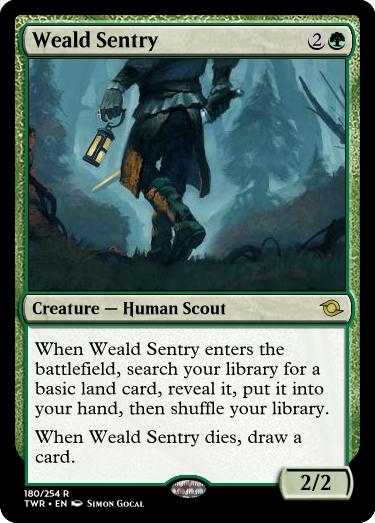 Weald Sentry 2
Creature — Human Scout
When Weald Sentry enters the
battlefield, search your library for a
basic land card, reveal it, put it into
your hand, then shuffle your library.
When Weald Sentry dies, draw a
card.
2/2
180/254 R
TWR • EN Simon Gocal